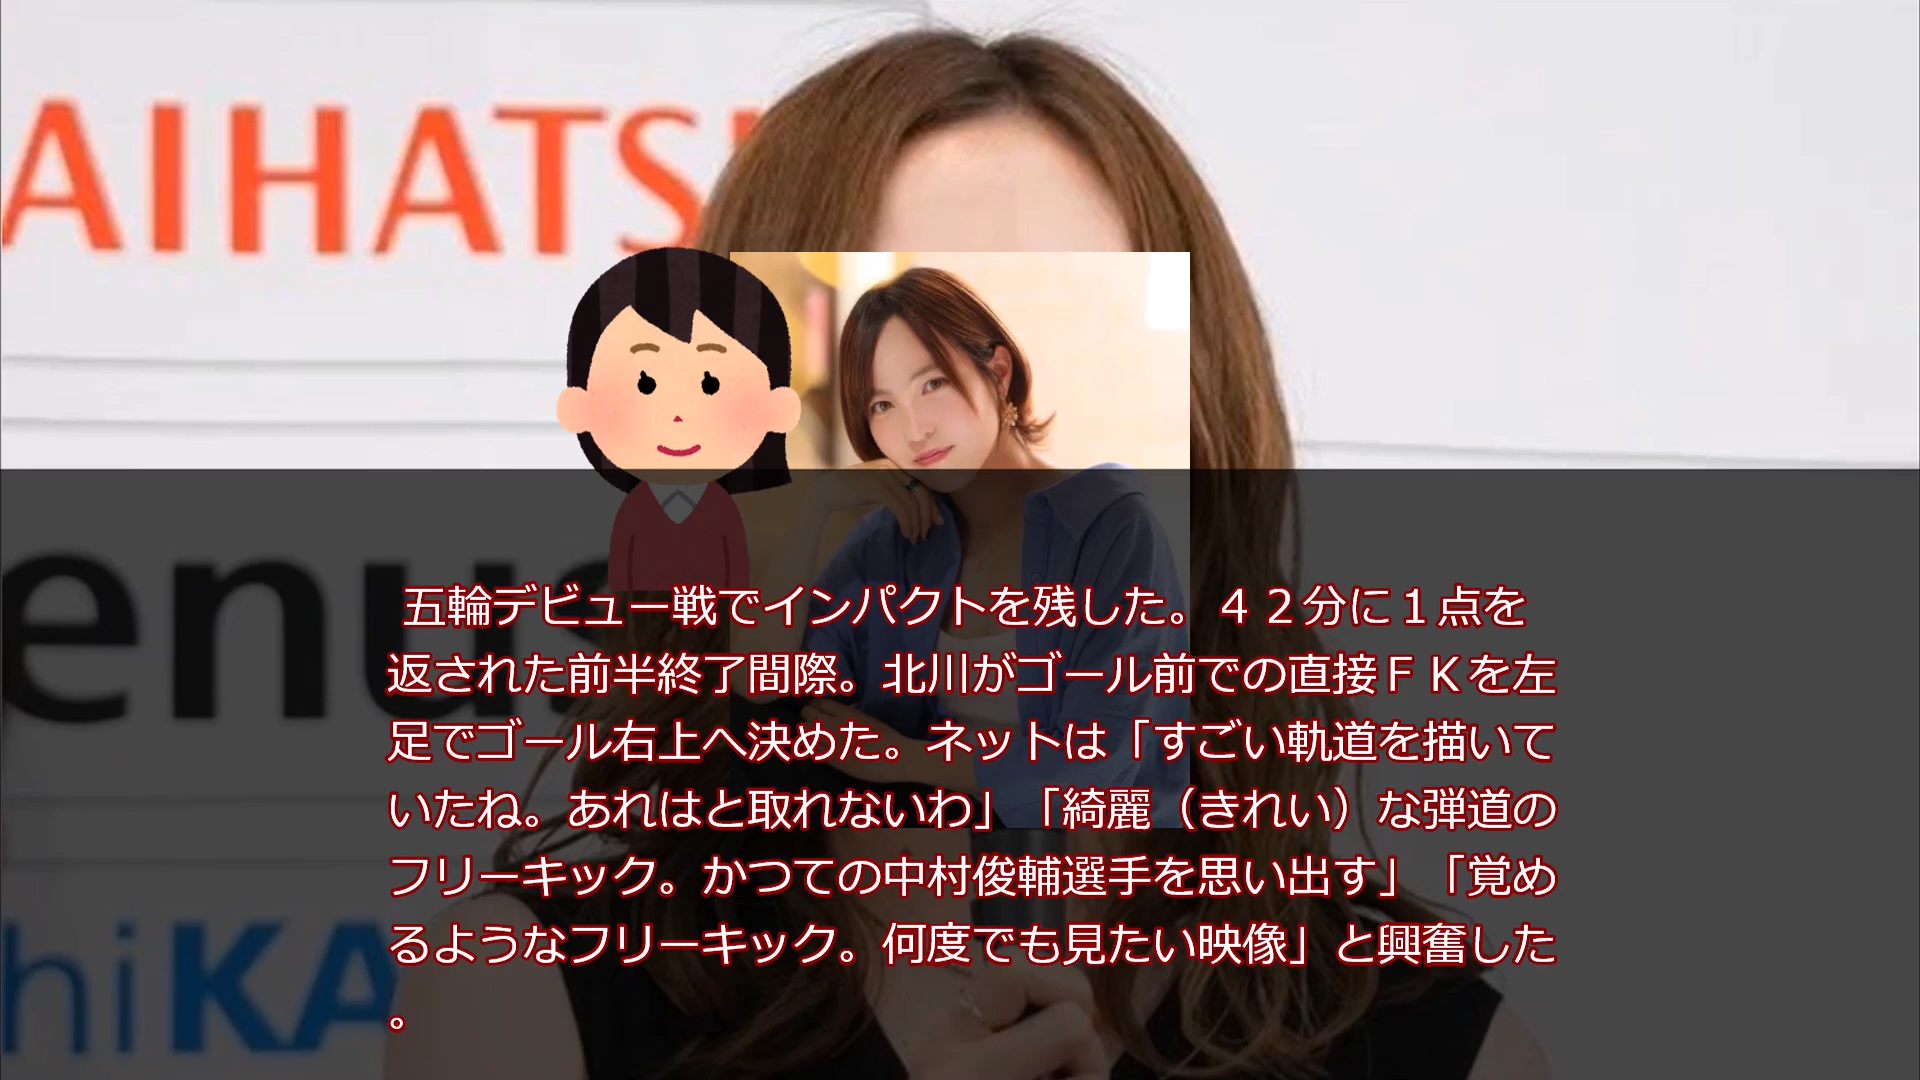 AIHATS
enus
hiKA
五輪デビュー戦でインパクトを残した。４２分に１点を
返された前半終了間際。北川がゴール前での直接ＦＫを左
足でゴール右上へ決めた。ネットは「すごい軌道を描いて
いたね。あれはと取れないわ」「綺麗（きれい）な弾道の
フリーキック。かつての中村俊輔選手を思い出す」「覚め
るようなフリーキック。何度でも見たい映像」と興奮した
。